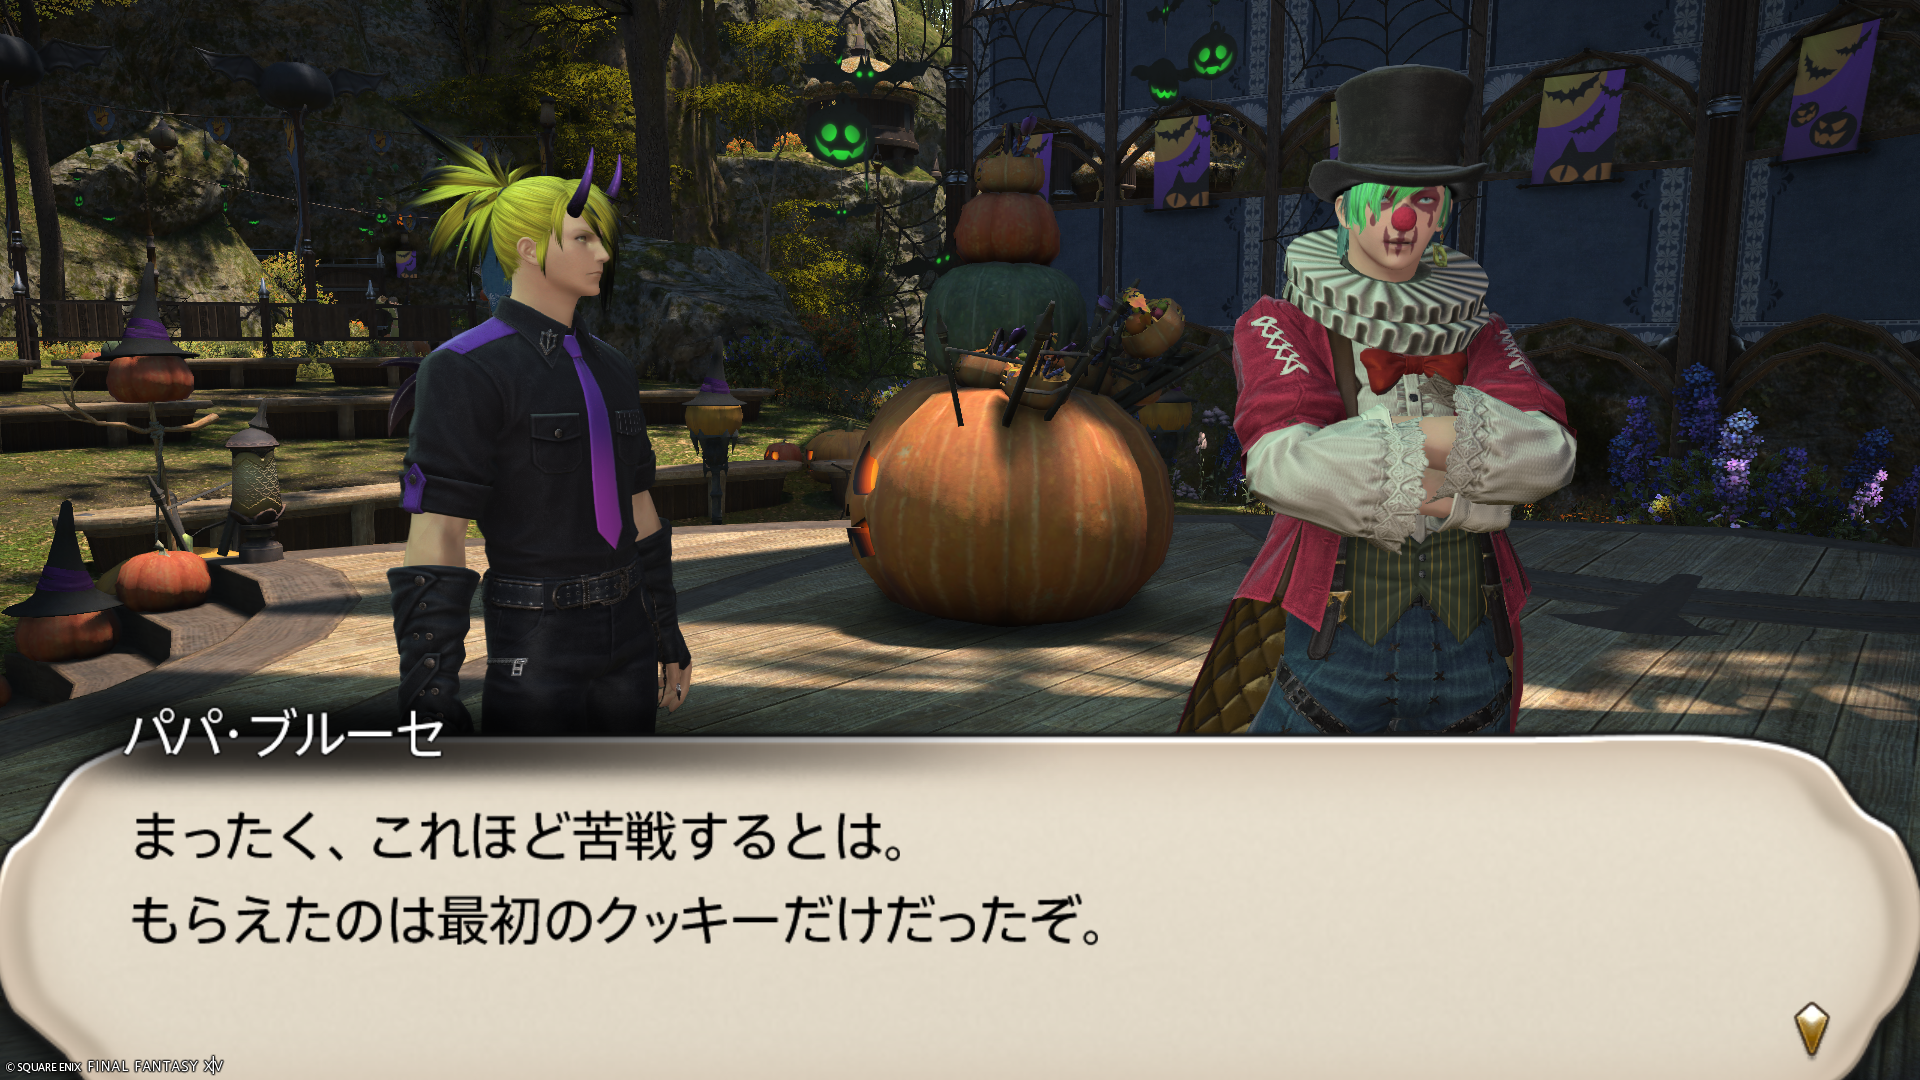 パパ・ブルーセ
まったく、これほど苦戦するとは。
もらえたのは最初のクッキーだけだったぞ。
© SQUARE ENIX FINAL FANTASY XIV